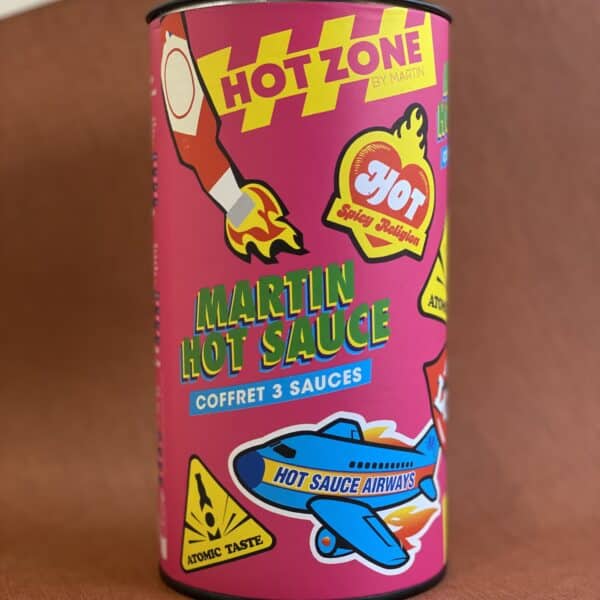 HOT ZONE
BY MARTIN
HOT
Spicy Religion
MARTIN
HOT SAUCE
COFFRET 3 SAUCES
HOT SAUCE AIRWAYS
ATOMIC TASTE